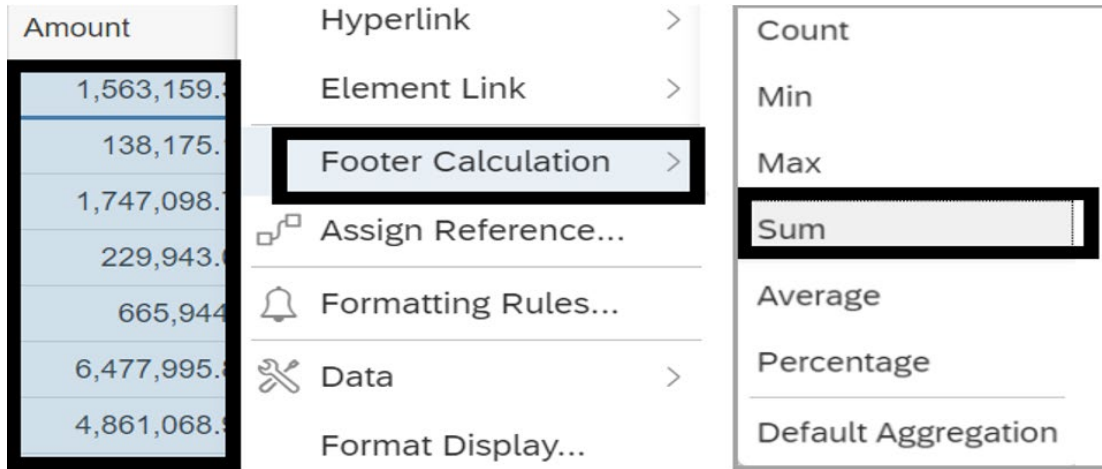 Amount
1,563,159.
138,175.
1,747,098.
229,943.
665,944
6,477,995.
4,861,068.
Hyperlink
Element Link
Footer Calculation
Assign Reference...
Formatting Rules...
Data
Format Display...
Count
Min
Max
Sum
Average
Percentage
Default Aggregation